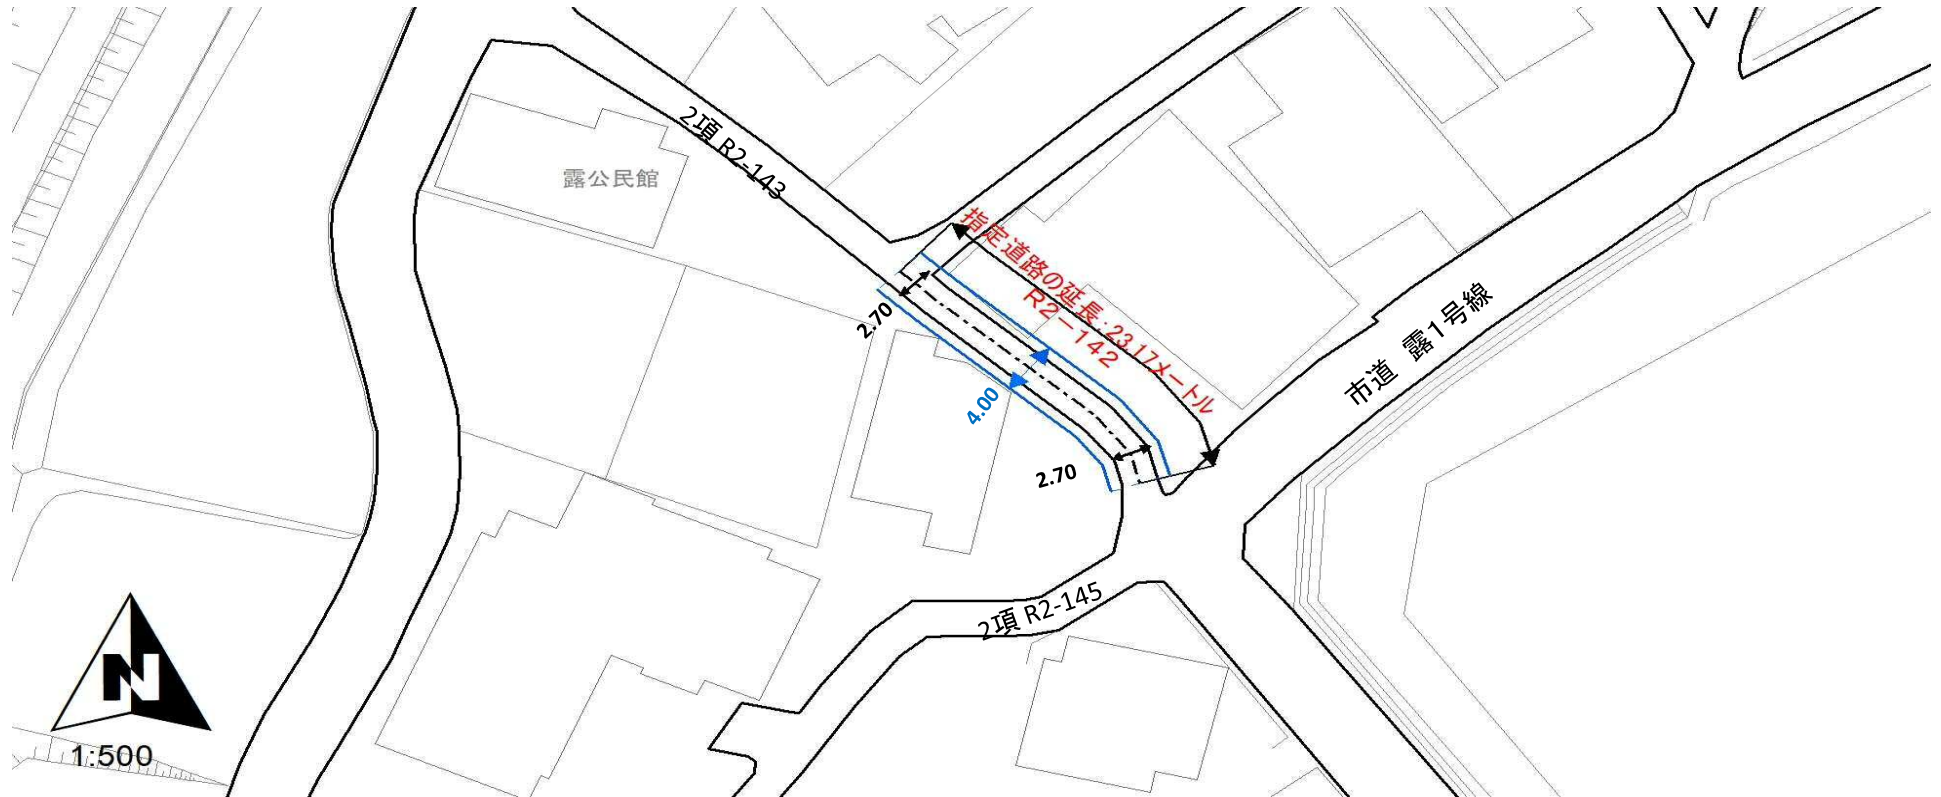 2項 R2-143
露公民館
指定道路の延長:23.17メートル
R2-142
2.70
4.00
2.70
市道 露1号線
2項 R2-145
N
1:500